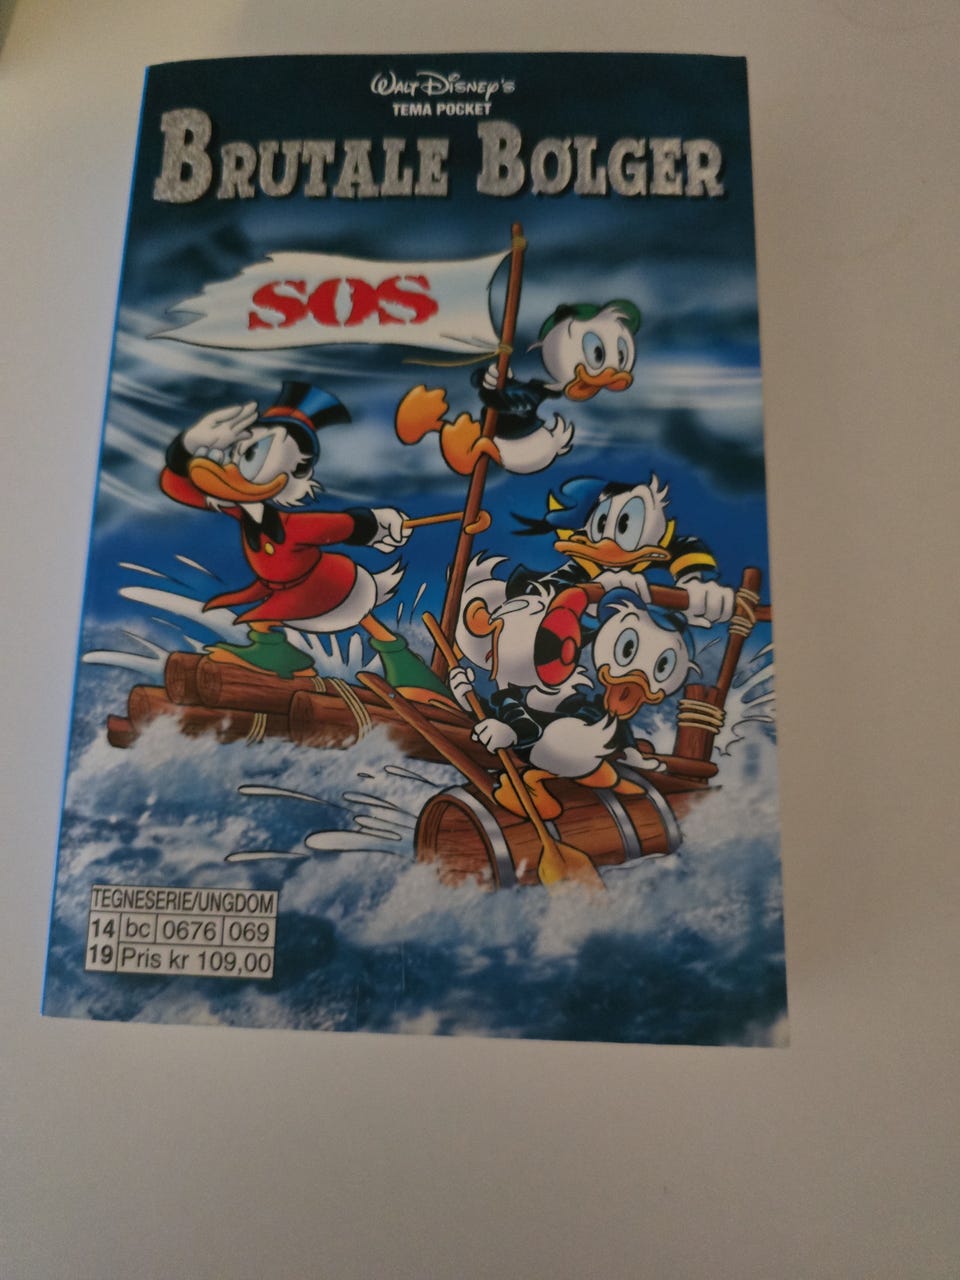 WALT DISNEY'S
TEMA POCKET
BRUTALE BØLGER
SOS
TEGNESERIE/UNGDOM
14 bc 0676 069
19 Pris kr 109,00